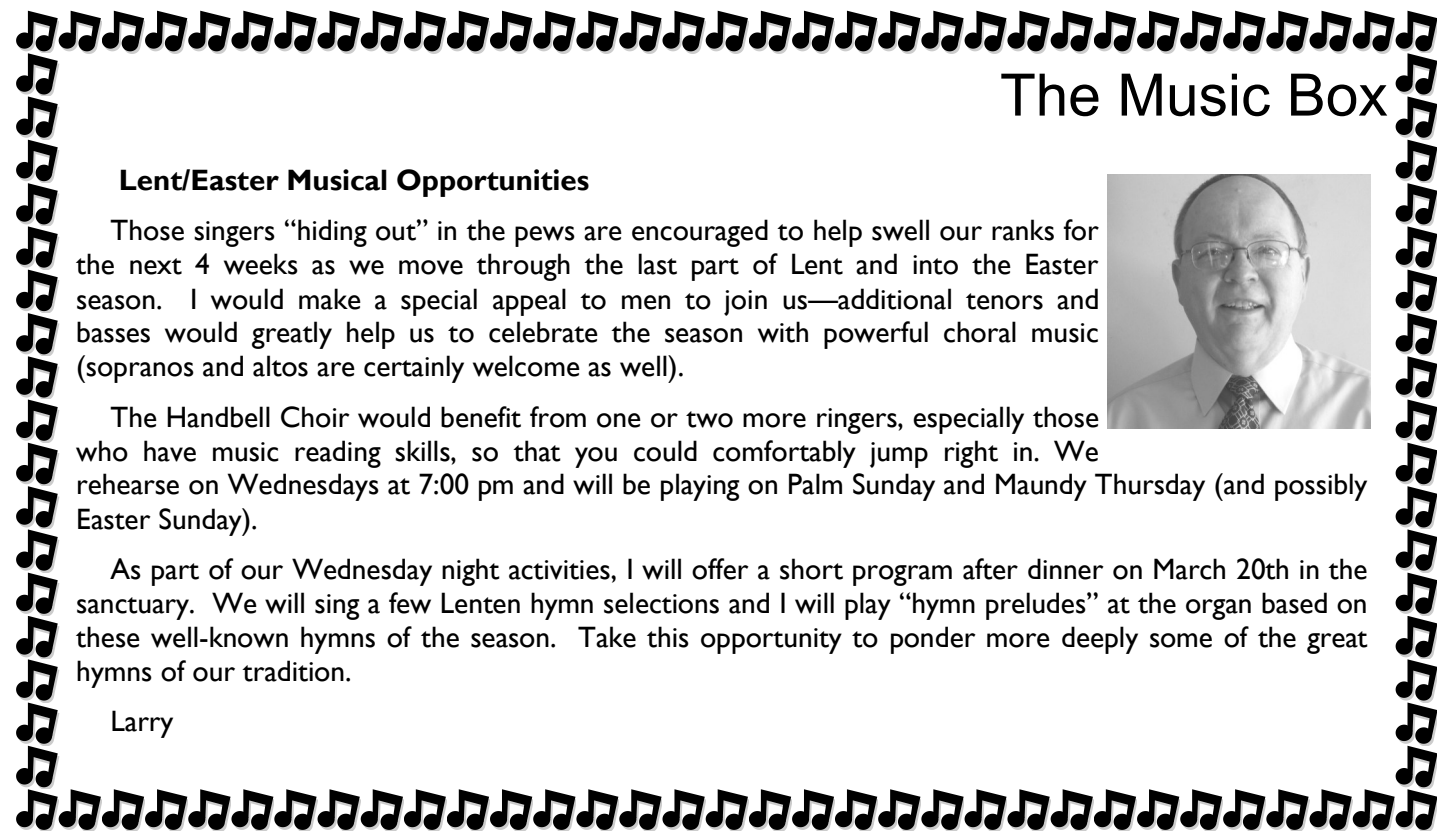 The Music Box
Lent/Easter Musical Opportunities
Those singers “hiding out” in the pews are encouraged to help swell our ranks for
the next 4 weeks as we move through the last part of Lent and into the Easter
season. I would make a special appeal to men to join us—additional tenors and
basses would greatly help us to celebrate the season with powerful choral music
(sopranos and altos are certainly welcome as well).
The Handbell Choir would benefit from one or two more ringers, especially those
who have music reading skills, so that you could comfortably jump right in. We
rehearse on Wednesdays at 7:00 pm and will be playing on Palm Sunday and Maundy Thursday (and possibly
Easter Sunday).
As part of our Wednesday night activities, I will offer a short program after dinner on March 20th in the
sanctuary. We will sing a few Lenten hymn selections and I will play “hymn preludes” at the organ based on
these well-known hymns of the season. Take this opportunity to ponder more deeply some of the great
hymns of our tradition.
Larry